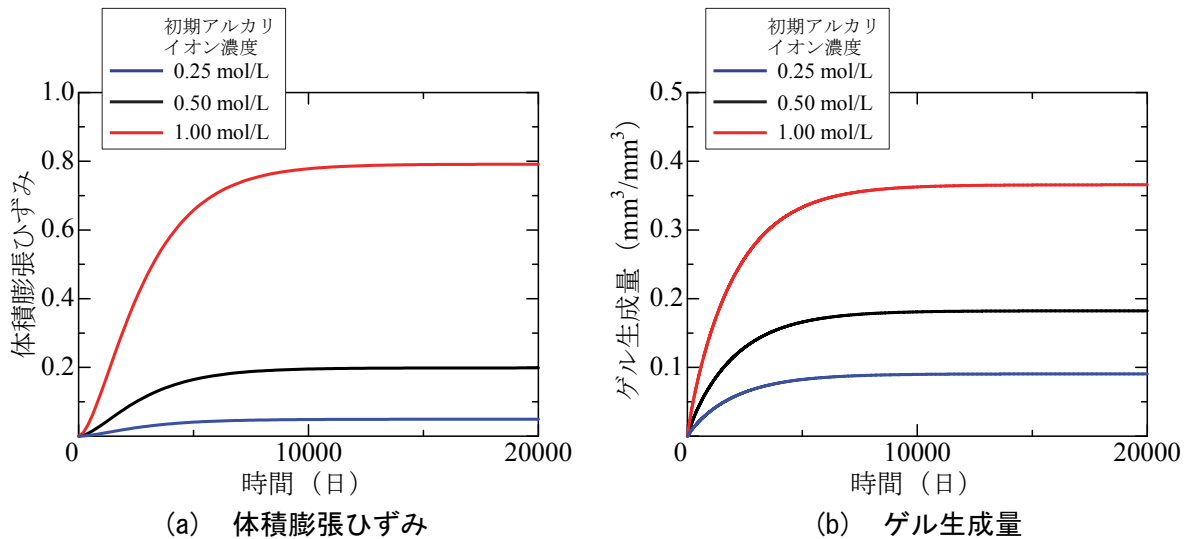 初期アルカリ
イオン濃度
0.25 mol/L
0.50 mol/L
1.00 mol/L
1.0
0.8
0.6
0.4
0.2
0
0
10000
20000
体積膨張ひずみ
時間（日）
(a) 体積膨張ひずみ
初期アルカリ
イオン濃度
0.25 mol/L
0.50 mol/L
1.00 mol/L
0.5
0.4
0.3
0.2
0.1
0
10000
20000
ゲル生成量（mm³/mm³）
時間（日）
(b) ゲル生成量